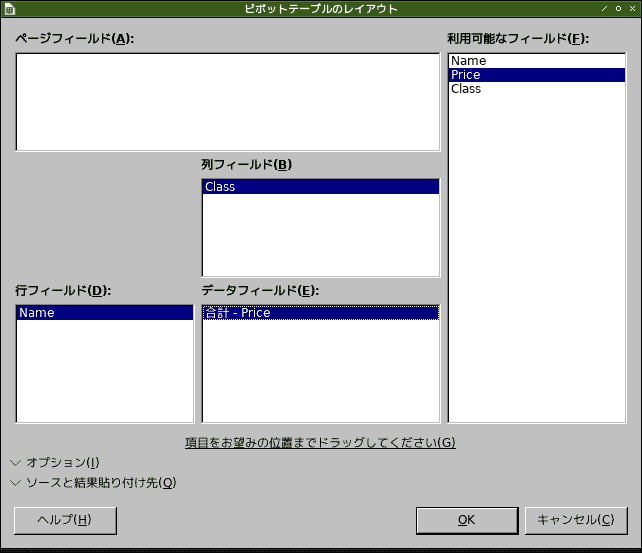 ピボットテーブルのレイアウト
ページフィールド(A):
利用可能なフィールド(F):
Name
Price
Class
列フィールド(B)
Class
行フィールド(D):
データフィールド(E):
Name
合計 - Price
項目をお望みの位置までドラッグしてください(G)
オプション(I)
ソースと結果貼り付け先(Q)
ヘルプ(H)
OK
キャンセル(C)